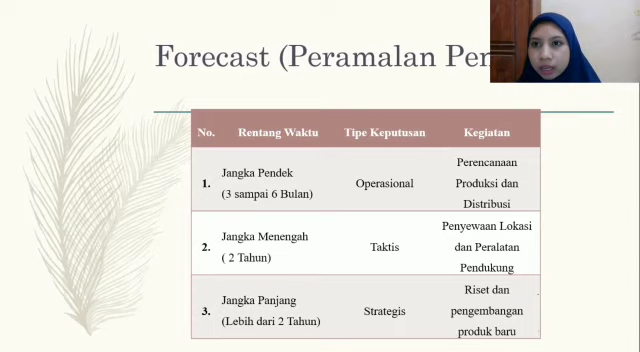 Forecast (Peramalan Pen
No. Rentang Waktu Tipe Keputusan Kegiatan
1. Jangka Pendek
(3 sampai 6 Bulan)
Operasional
Perencanaan
Produksi dan
Distribusi
2. Jangka Menengah
( 2 Tahun)
Taktis
Penyewaan Lokasi
dan Peralatan
Pendukung
3. Jangka Panjang
(Lebih dari 2 Tahun)
Strategis
Riset dan
pengembangan
produk baru